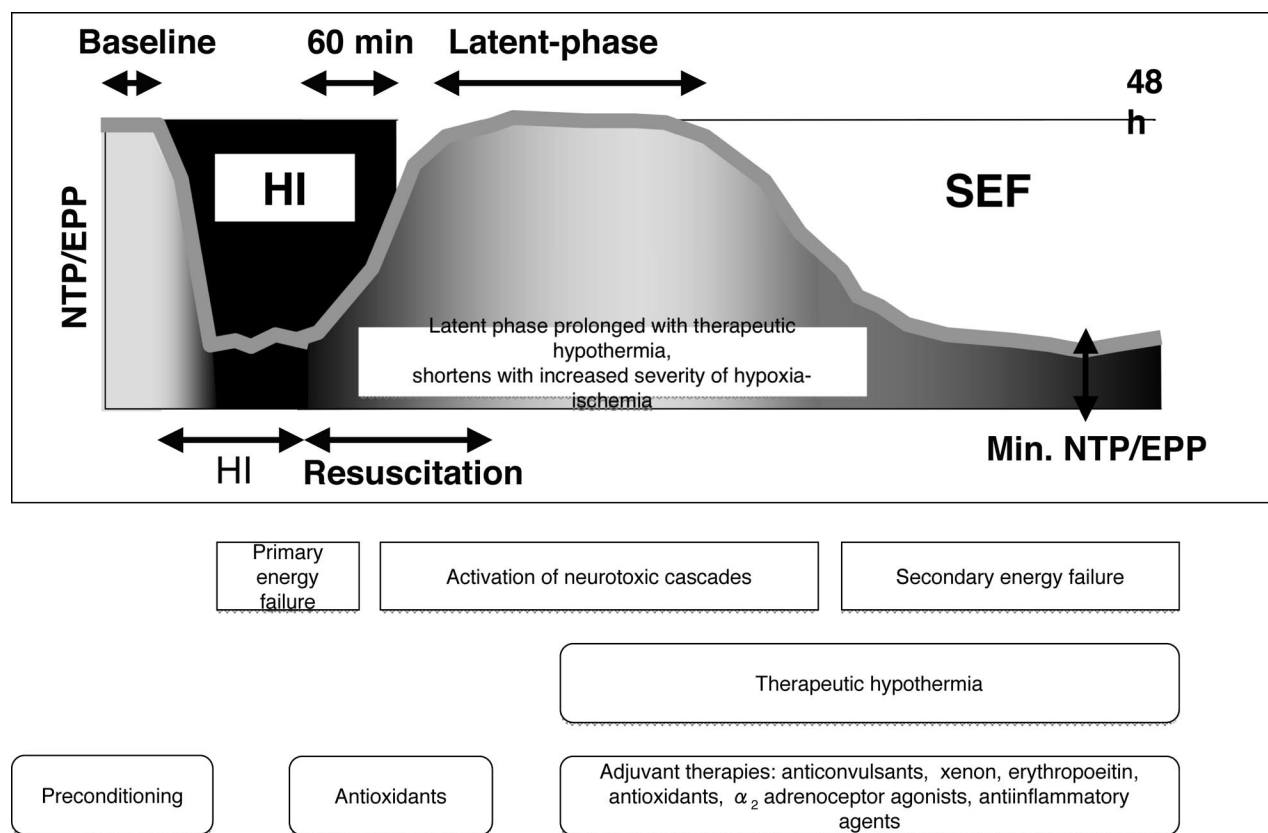 Baseline
60 min
Latent-phase
48
h
NTP/EPP
HI
SEF
Latent phase prolonged with therapeutic
hypothermia,
shortens with increased severity of hypoxia-
ischemia
HI
Resuscitation
Min. NTP/EPP
Primary
energy
failure
Activation of neurotoxic cascades
Secondary energy failure
Therapeutic hypothermia
Preconditioning
Antioxidants
Adjuvant therapies: anticonvulsants, xenon, erythropoeitin,
antioxidants, α₂ adrenoceptor agonists, antiinflammatory
agents